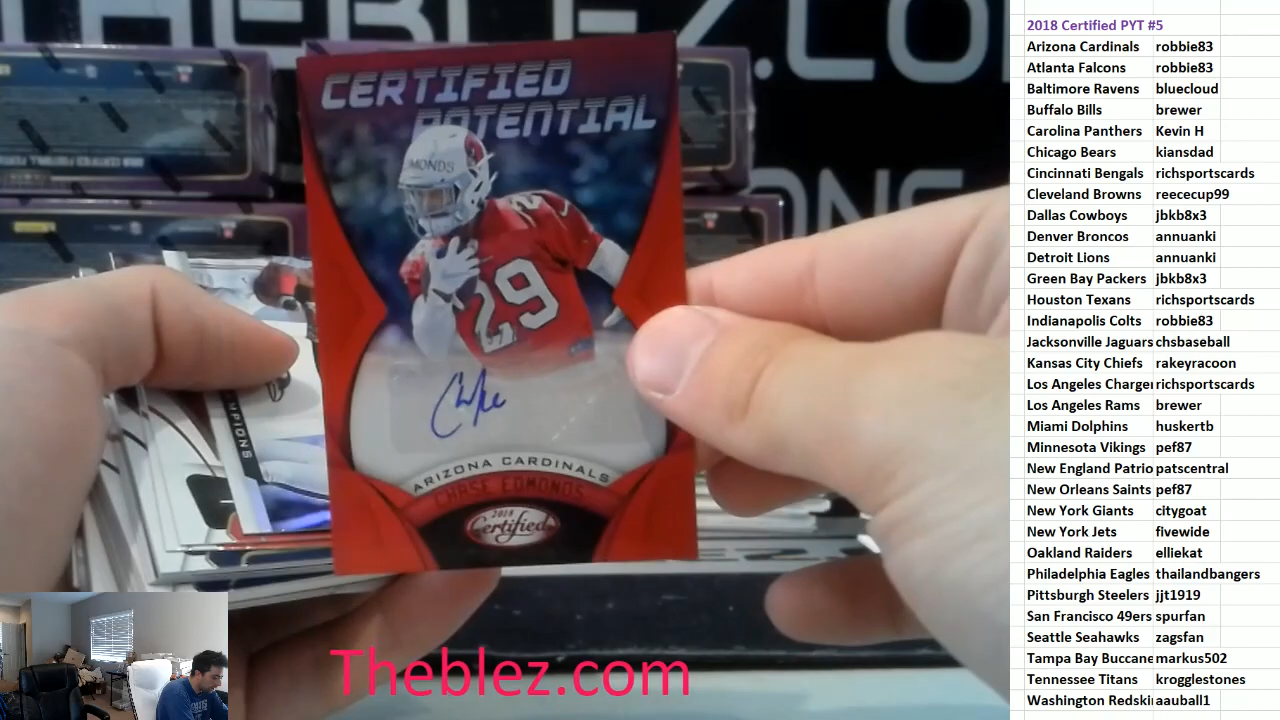 THEBLEZ.CO
CERTIFIED
POTENTIAL
EDMONDS
29
ARIZONA CARDINALS
CHASE EDMONDS
2018
Certified
MPIONS
Theblez.com
2018 Certified PYT #5
Arizona Cardinals robbie83
Atlanta Falcons robbie83
Baltimore Ravens bluecloud
Buffalo Bills brewer
Carolina Panthers Kevin H
Chicago Bears kiansdad
Cincinnati Bengals richsportscards
Cleveland Browns reececup99
Dallas Cowboys jbkb8x3
Denver Broncos annuanki
Detroit Lions annuanki
Green Bay Packers jbkb8x3
Houston Texans richsportscards
Indianapolis Colts robbie83
Jacksonville Jaguars chsbaseball
Kansas City Chiefs rakeyracoon
Los Angeles Charge richsportscards
Los Angeles Rams brewer
Miami Dolphins huskertb
Minnesota Vikings pef87
New England Patrio patscentral
New Orleans Saints pef87
New York Giants citygoat
New York Jets fivewide
Oakland Raiders elliekat
Philadelphia Eagles thailandbangers
Pittsburgh Steelers jjt1919
San Francisco 49ers spurfan
Seattle Seahawks zagsfan
Tampa Bay Buccane markus502
Tennessee Titans krogglestones
Washington Redski aauball1